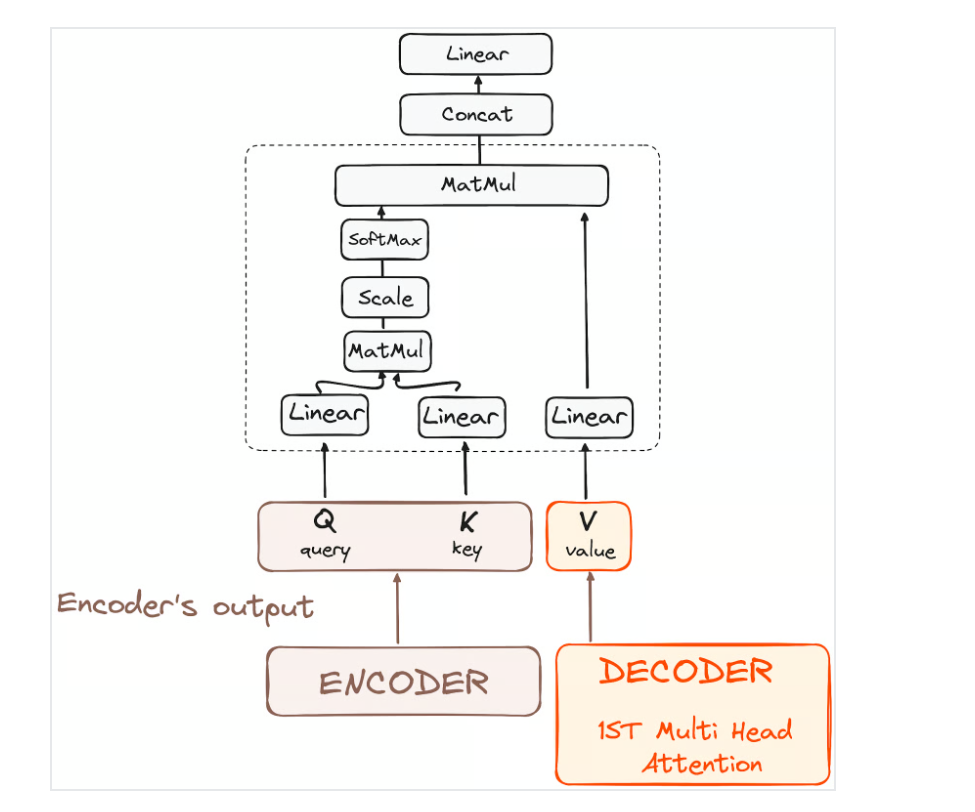 Linear
Concat
MatMul
SoftMax
Scale
MatMul
Linear
Linear
Linear
Q
K
V
query
key
value
Encoder's output
ENCODER
DECODER
1ST Multi Head
Attention